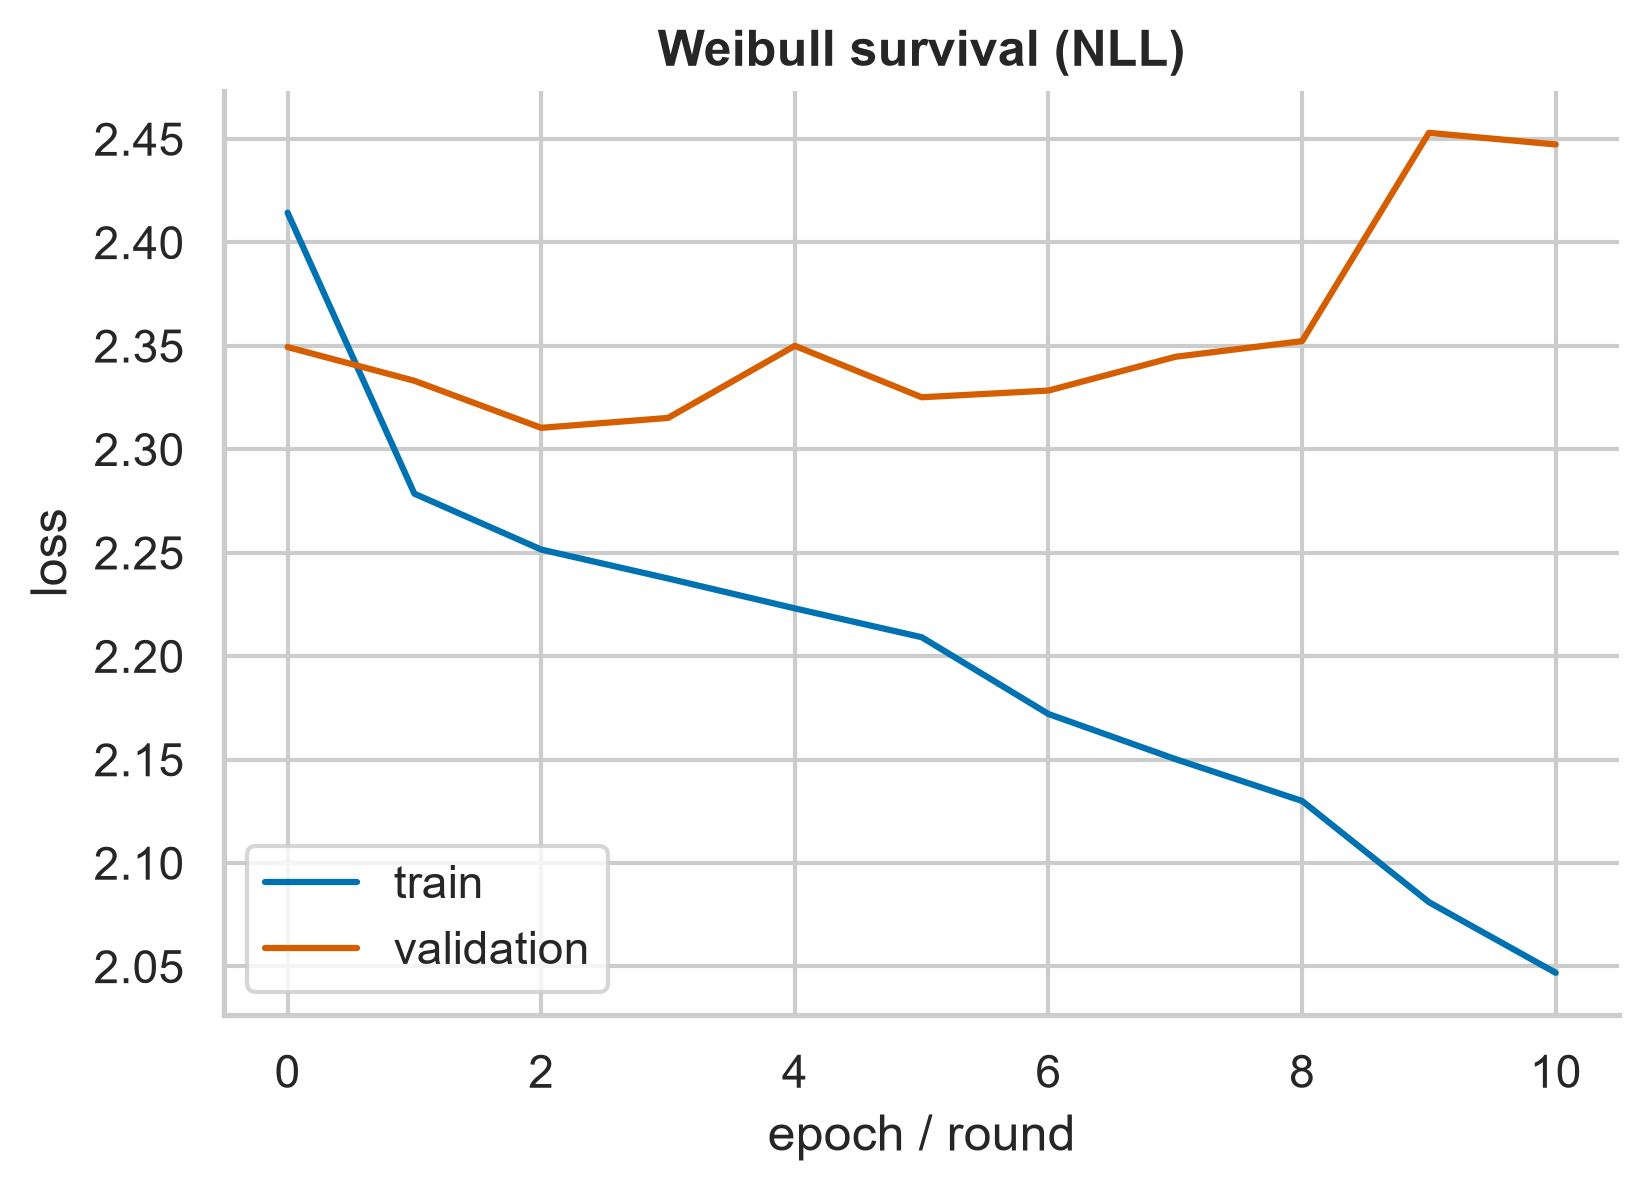 Weibull survival (NLL)
2.45
2.40
2.35
2.30
2.25
2.20
2.15
2.10
2.05
loss
train
validation
0 2 4 6 8 10
epoch / round